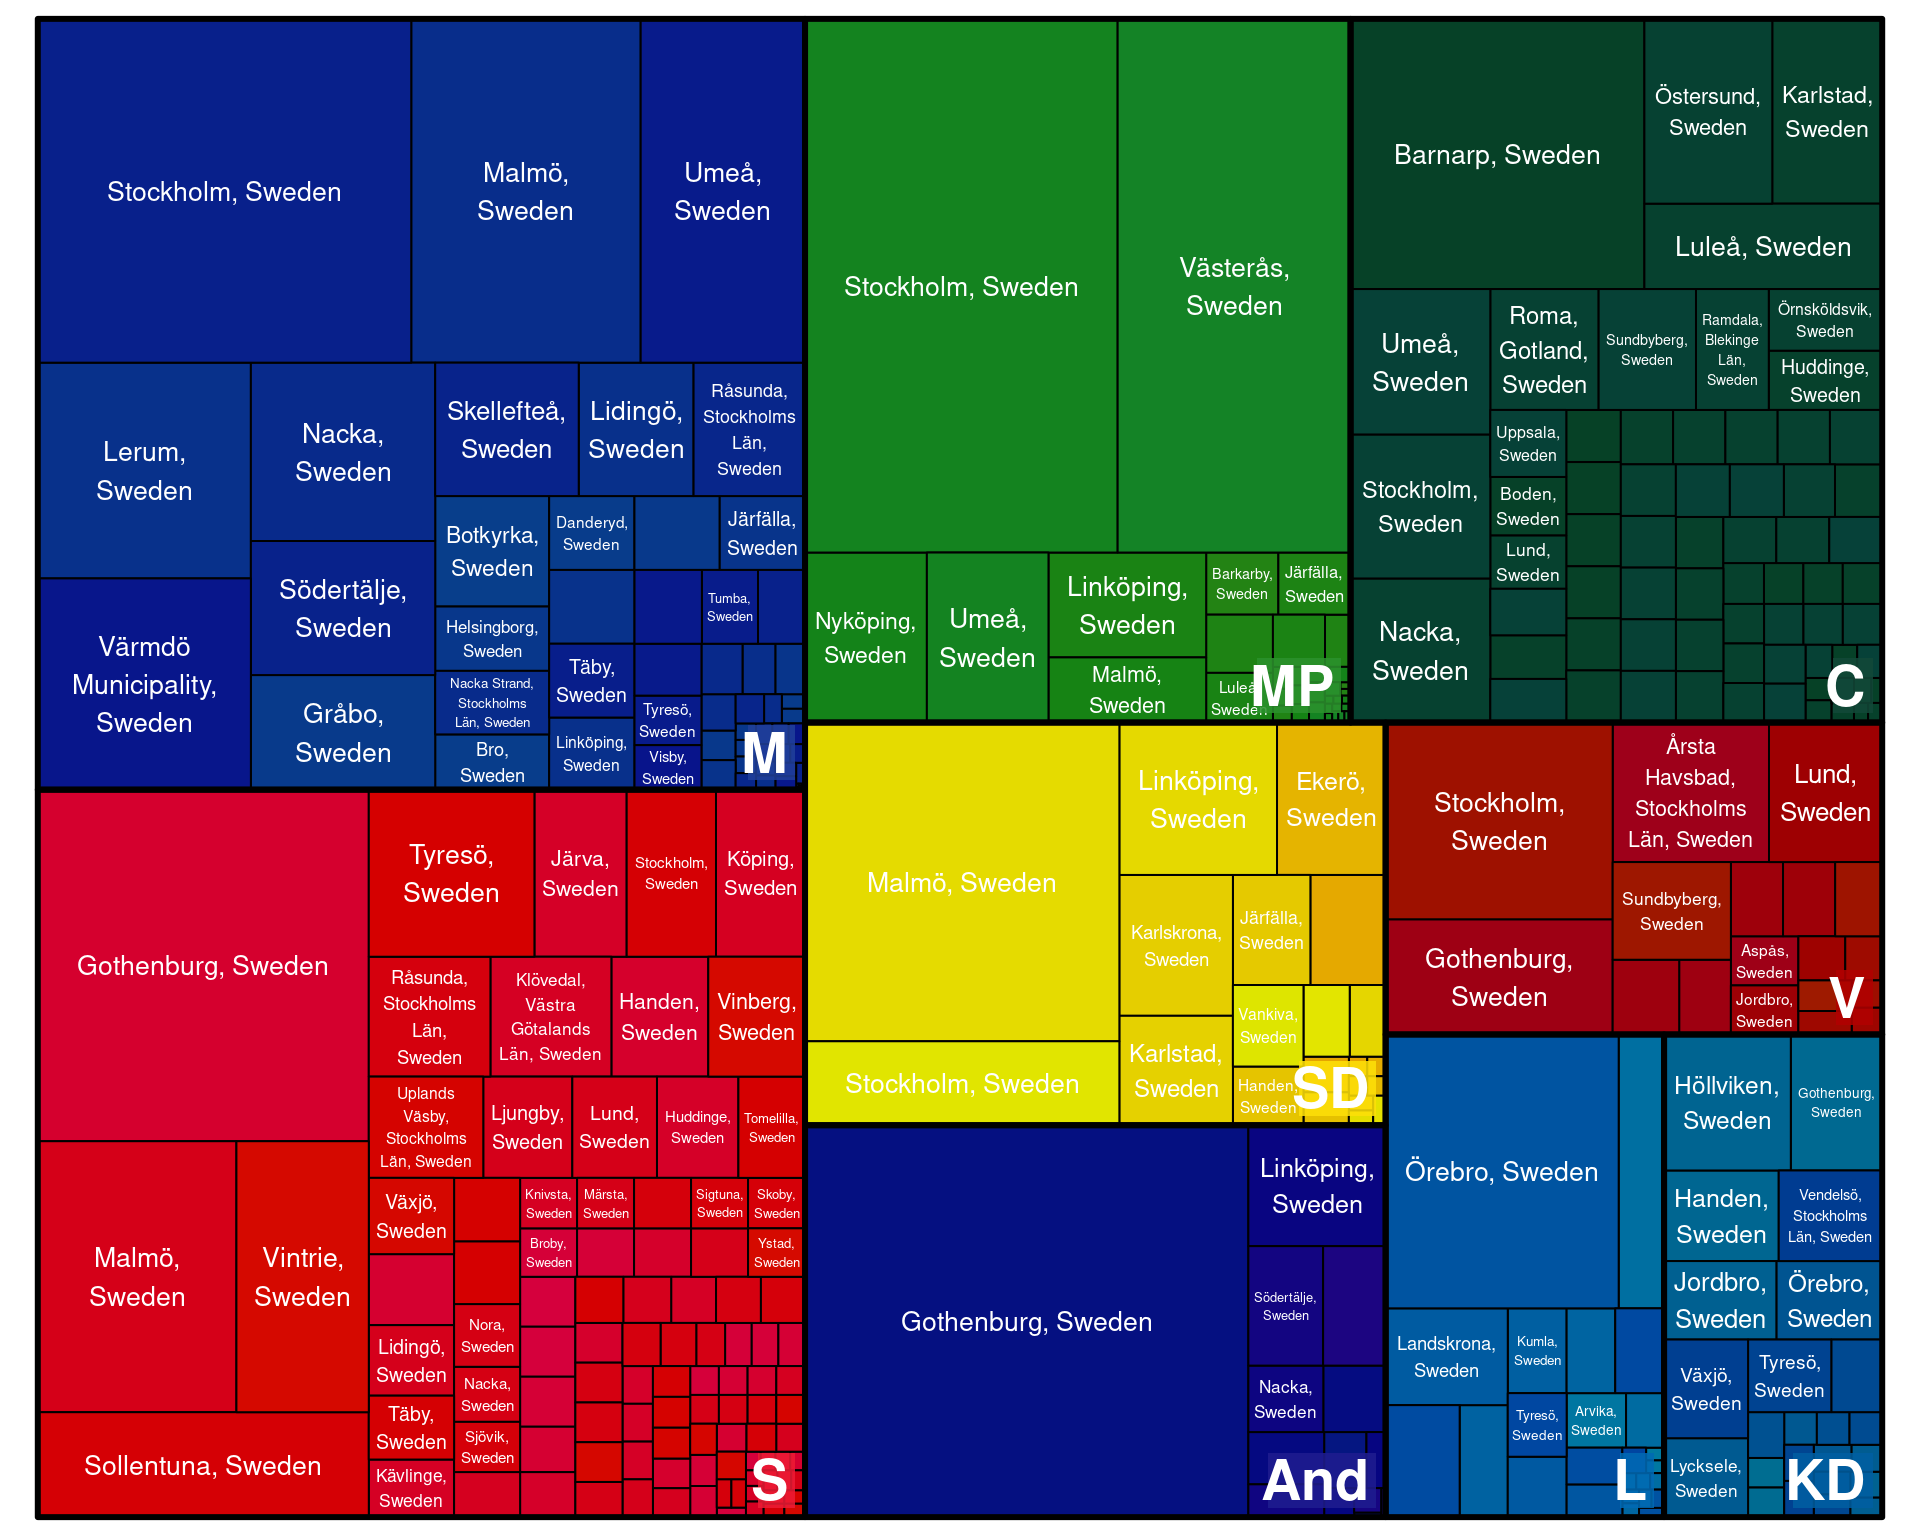 Stockholm, Sweden
Malmö,
Sweden
Umeå,
Sweden
Lerum,
Sweden
Nacka,
Sweden
Skellefteå,
Sweden
Lidingö,
Sweden
Råsunda,
Stockholms
Län,
Sweden
Värmdö
Municipality,
Sweden
Södertälje,
Sweden
Gråbo,
Sweden
Botkyrka,
Sweden
Danderyd,
Sweden
Järfälla,
Sweden
Helsingborg,
Sweden
Nacka Strand,
Stockholms
Län, Sweden
Bro,
Sweden
Tumba,
Sweden
Täby,
Sweden
Linköping,
Sweden
Tyresö,
Sweden
Visby,
Sweden
M
Stockholm, Sweden
Västerås,
Sweden
Nyköping,
Sweden
Umeå,
Sweden
Linköping,
Sweden
Malmö,
Sweden
Barkarby,
Sweden
Järfälla,
Sweden
Luleå,
Sweden
MP
Barnarp, Sweden
Östersund,
Sweden
Karlstad,
Sweden
Luleå, Sweden
Umeå,
Sweden
Stockholm,
Sweden
Nacka,
Sweden
Roma,
Gotland,
Sweden
Sundbyberg,
Sweden
Ramdala,
Blekinge
Län,
Sweden
Örnsköldsvik,
Sweden
Huddinge,
Sweden
Uppsala,
Sweden
Boden,
Sweden
Lund,
Sweden
C
Gothenburg, Sweden
Malmö,
Sweden
Vintrie,
Sweden
Sollentuna, Sweden
Tyresö,
Sweden
Järva,
Sweden
Stockholm,
Sweden
Köping,
Sweden
Råsunda,
Stockholms
Län,
Sweden
Klövedal,
Västra
Götalands
Län, Sweden
Handen,
Sweden
Vinberg,
Sweden
Uplands
Väsby,
Stockholms
Län, Sweden
Ljungby,
Sweden
Lund,
Sweden
Huddinge,
Sweden
Tomelilla,
Sweden
Växjö,
Sweden
Lidingö,
Sweden
Täby,
Sweden
Kävlinge,
Sweden
Nora,
Sweden
Nacka,
Sweden
Sjövik,
Sweden
Knivsta,
Sweden
Märsta,
Sweden
Sigtuna,
Sweden
Skoby,
Sweden
Broby,
Sweden
Ystad,
Sweden
S
Malmö, Sweden
Stockholm, Sweden
Linköping,
Sweden
Ekerö,
Sweden
Karlskrona,
Sweden
Karlstad,
Sweden
Järfälla,
Sweden
Vankiva,
Sweden
Handen,
Sweden
SD
Gothenburg, Sweden
Linköping,
Sweden
Södertälje,
Sweden
Nacka,
Sweden
And
Stockholm,
Sweden
Gothenburg,
Sweden
Årsta
Havsbad,
Stockholms
Län, Sweden
Lund,
Sweden
Sundbyberg,
Sweden
Aspås,
Sweden
Jordbro,
Sweden
V
Örebro, Sweden
Landskrona,
Sweden
Kumla,
Sweden
Tyresö,
Sweden
Arvika,
Sweden
L
Höllviken,
Sweden
Gothenburg,
Sweden
Handen,
Sweden
Vendelsö,
Stockholms
Län, Sweden
Jordbro,
Sweden
Örebro,
Sweden
Växjö,
Sweden
Tyresö,
Sweden
Lycksele,
Sweden
KD